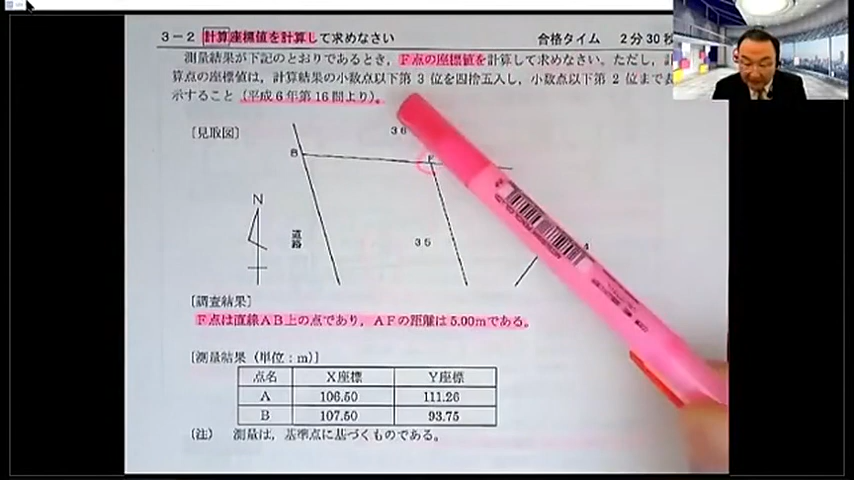 3－2 計算座標値を計算して求めなさい 合格タイム 2分30秒
測量結果が下記のとおりであるとき，F点の座標値を計算して求めなさい。ただし，計
算点の座標値は，計算結果の小数点以下第3位を四捨五入し，小数点以下第2位まで表
示すること（平成6年第16問より）。
[見取図]
36
B
F
N
道路
35
4
[調査結果]
F点は直線AB上の点であり，AFの距離は5.00mである。
[測量結果（単位：m）]
点名 X座標 Y座標
A 106.50 111.26
B 107.50 93.75
（注） 測量は，基準点に基づくものである。